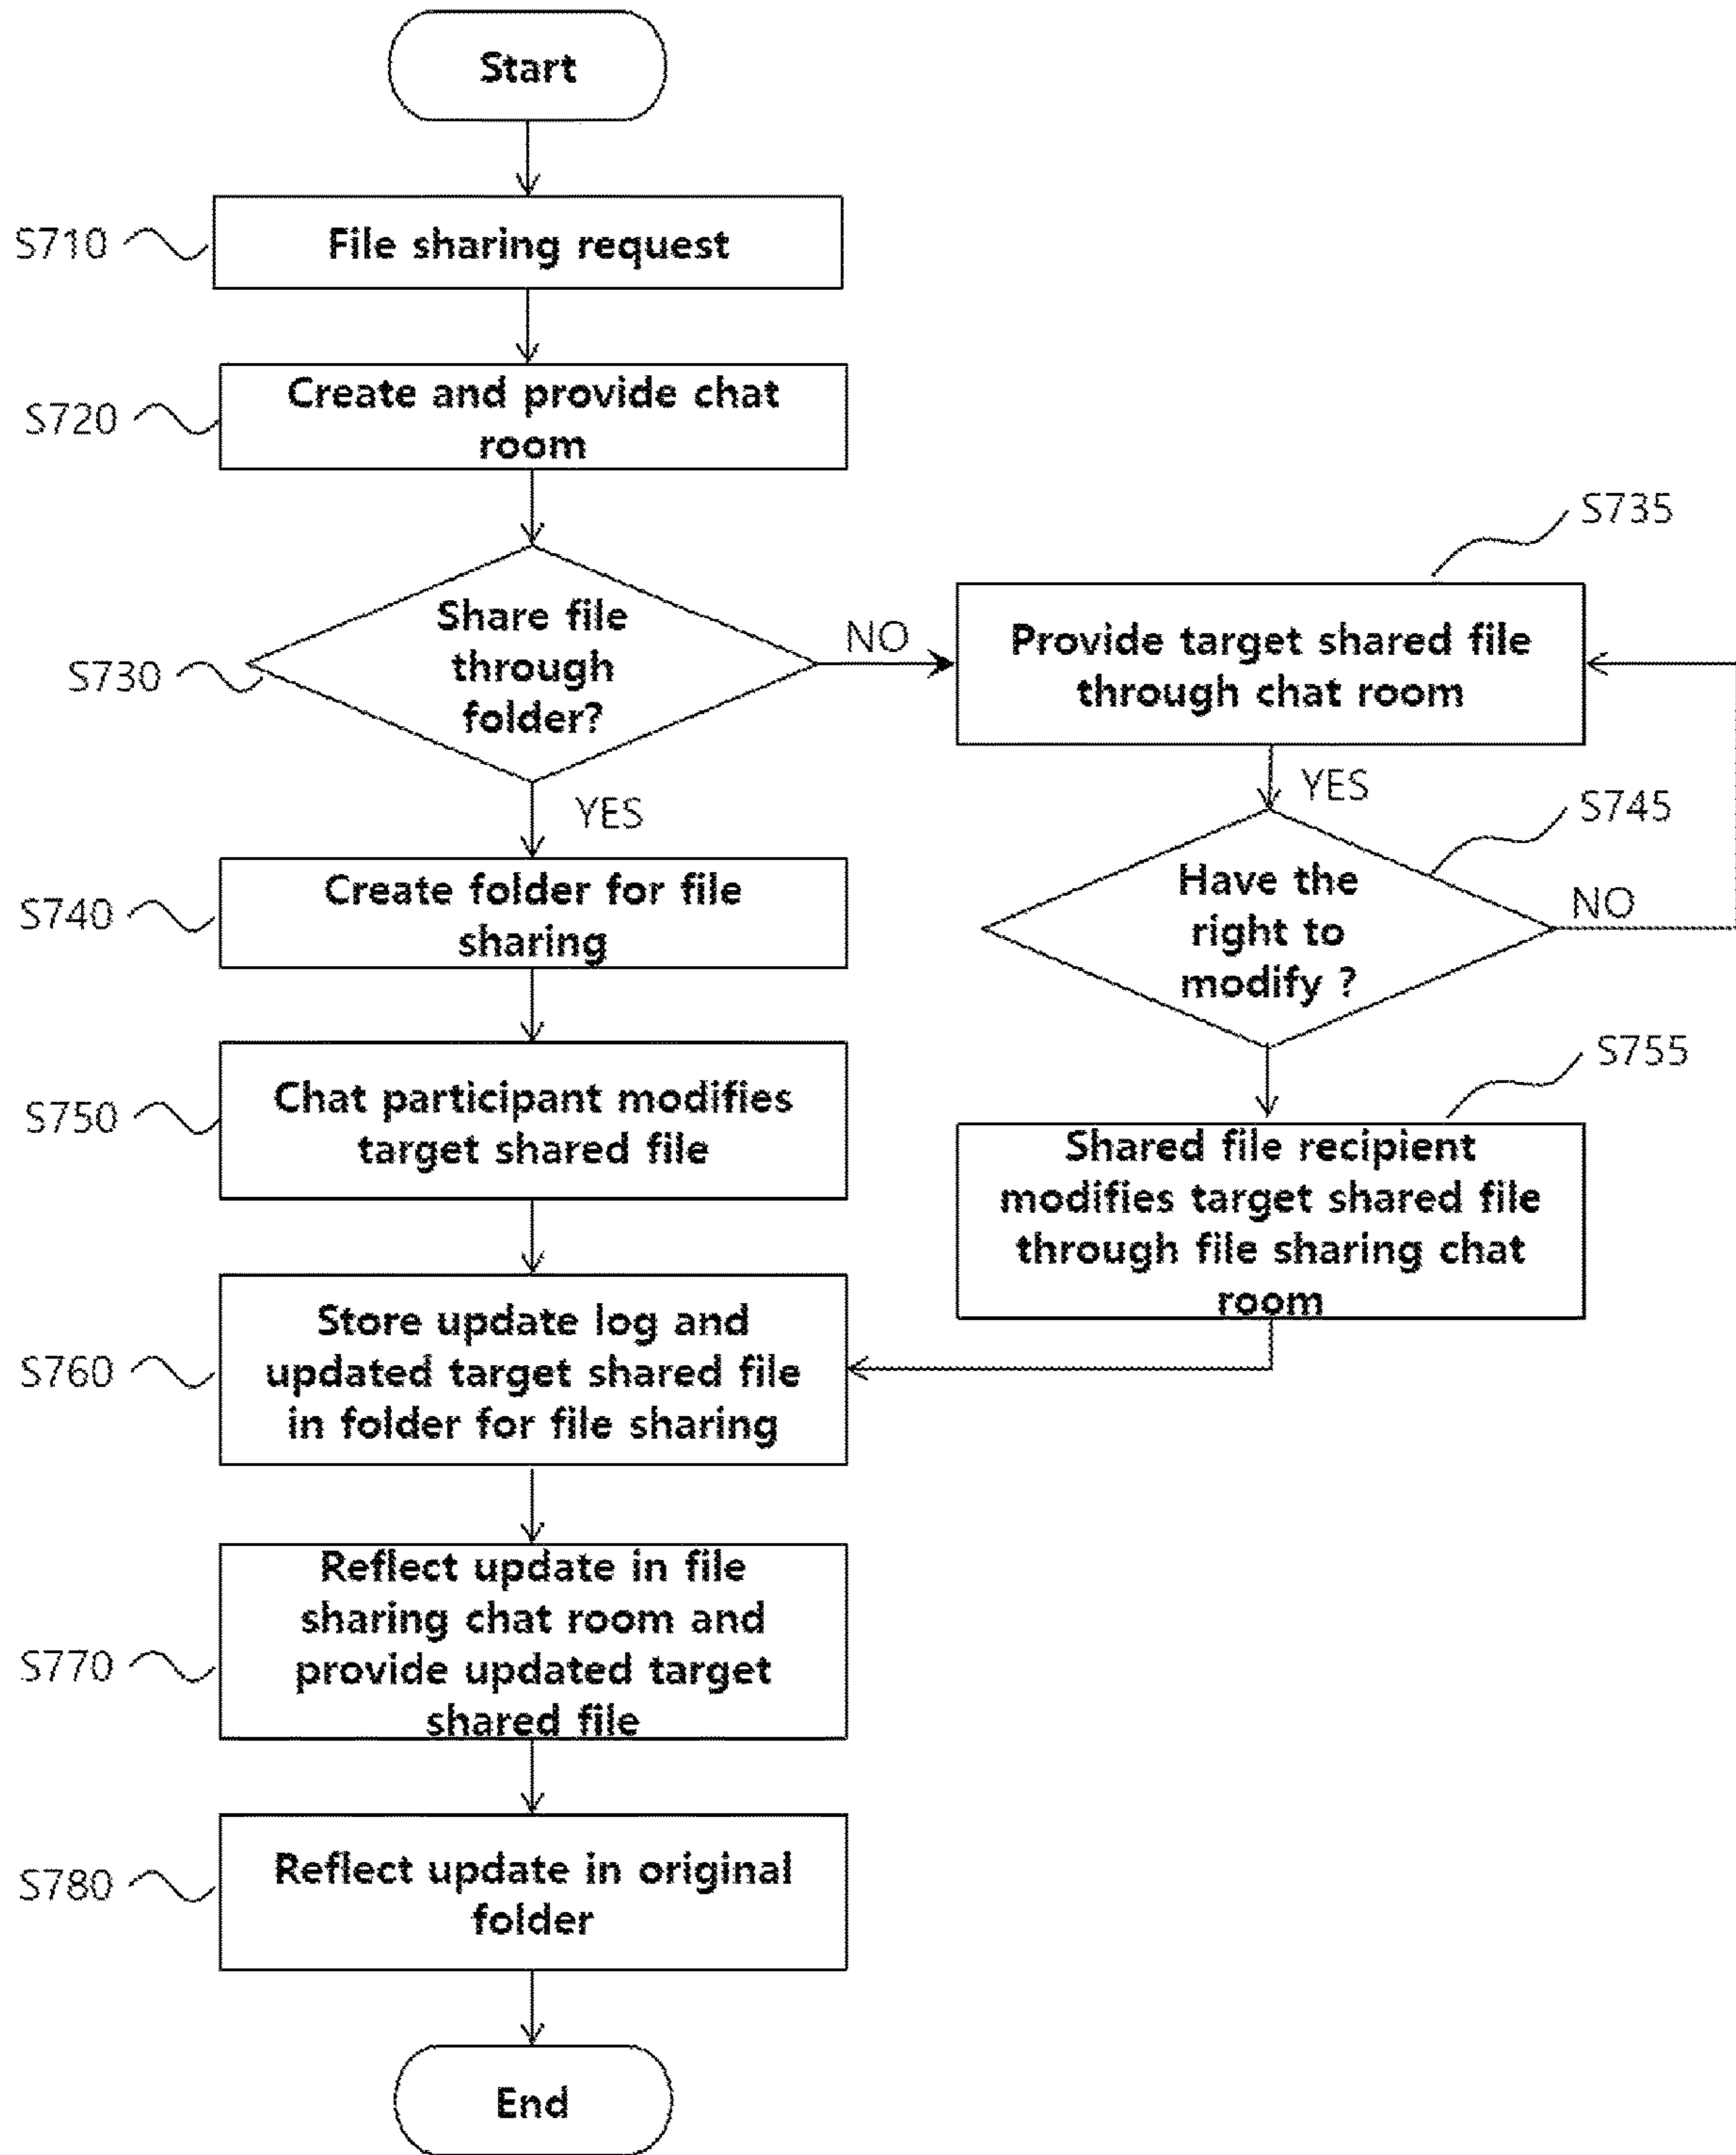 Start
S710
File sharing request
S720
Create and provide chat
room
S730
Share file
through
folder?
NO
YES
S735
Provide target shared file
through chat room
YES
S740
Create folder for file
sharing
S745
Have the
right to
modify ?
NO
S750
Chat participant modifies
target shared file
S755
Shared file recipient
modifies target shared file
through file sharing chat
room
S760
Store update log and
updated target shared file
in folder for file sharing
S770
Reflect update in file
sharing chat room and
provide updated target
shared file
S780
Reflect update in original
folder
End